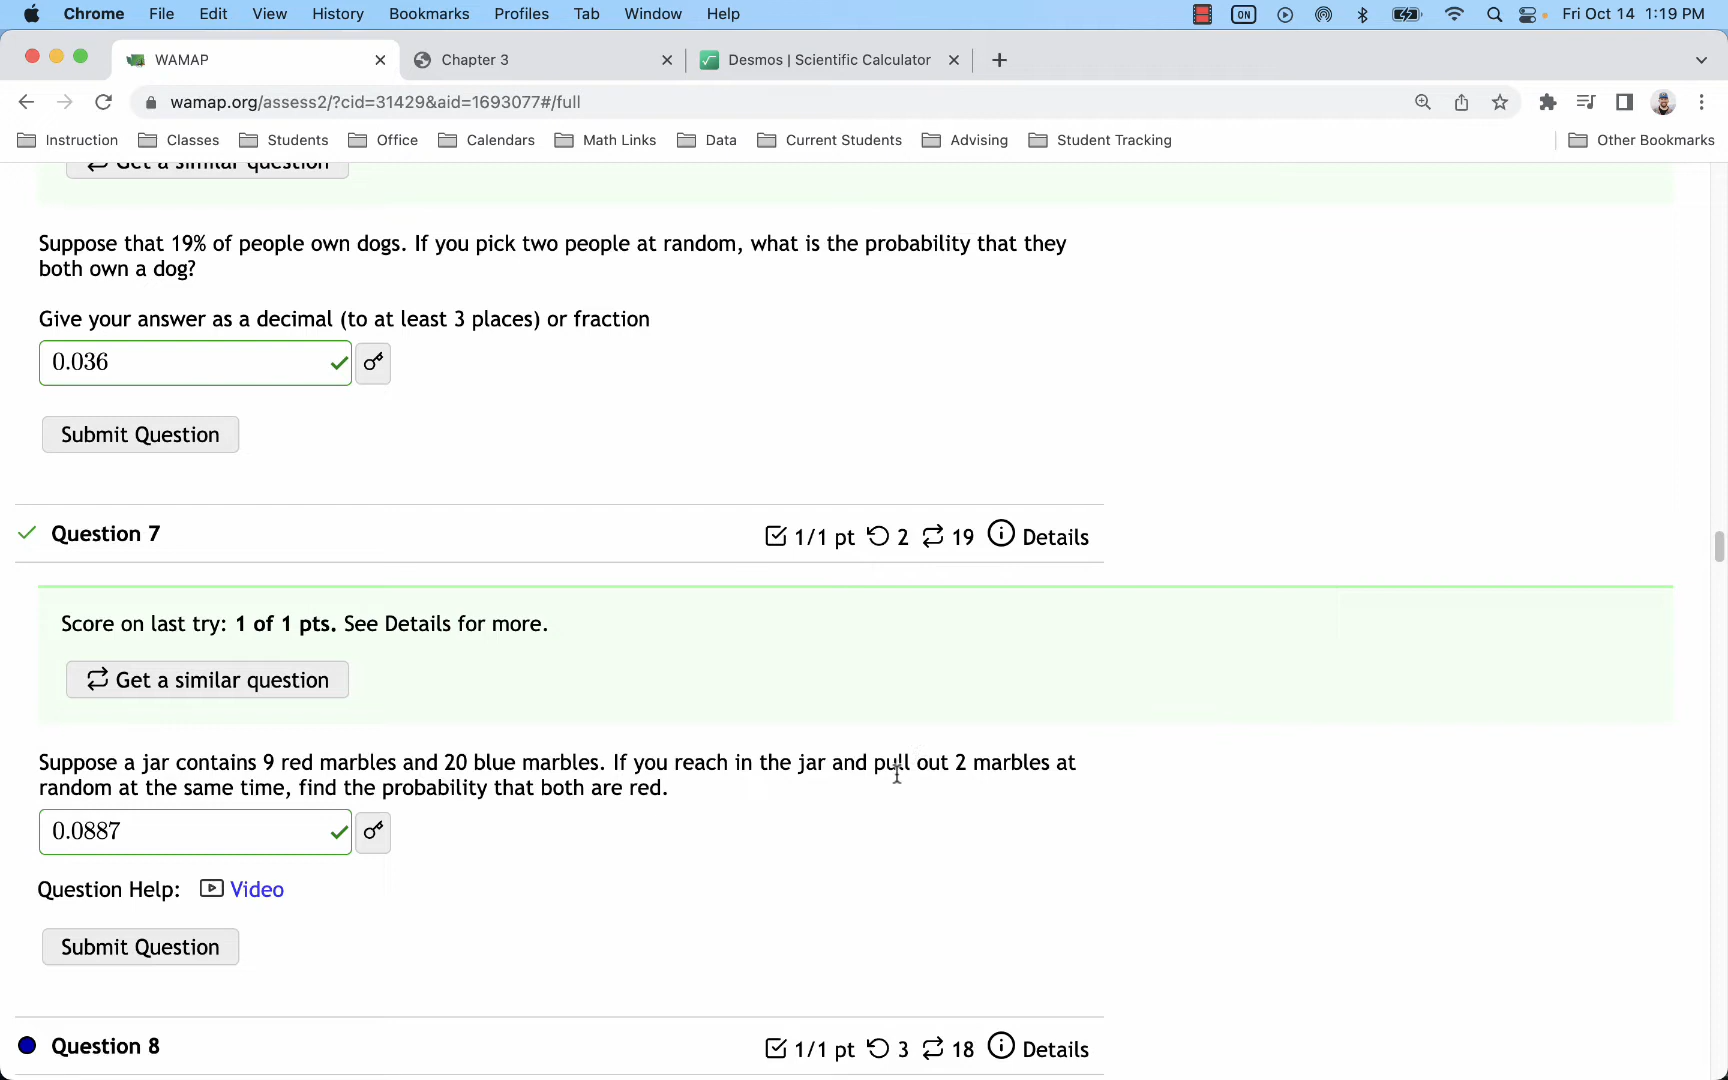 Chrome File Edit View History Bookmarks Profiles Tab Window Help ON Fri Oct 14 1:19 PM
WAMAP Chapter 3 Desmos | Scientific Calculator
wamap.org/assess2/?cid=31429&aid=1693077#/full
Instruction Classes Students Office Calendars Math Links Data Current Students Advising Student Tracking Other Bookmarks
Get a similar question
Suppose that 19% of people own dogs. If you pick two people at random, what is the probability that they
both own a dog?
Give your answer as a decimal (to at least 3 places) or fraction
0.036
Submit Question
Question 7 1/1 pt 2 19 Details
Score on last try: 1 of 1 pts. See Details for more.
Get a similar question
Suppose a jar contains 9 red marbles and 20 blue marbles. If you reach in the jar and pull out 2 marbles at
random at the same time, find the probability that both are red.
0.0887
Question Help: Video
Submit Question
Question 8 1/1 pt 3 18 Details